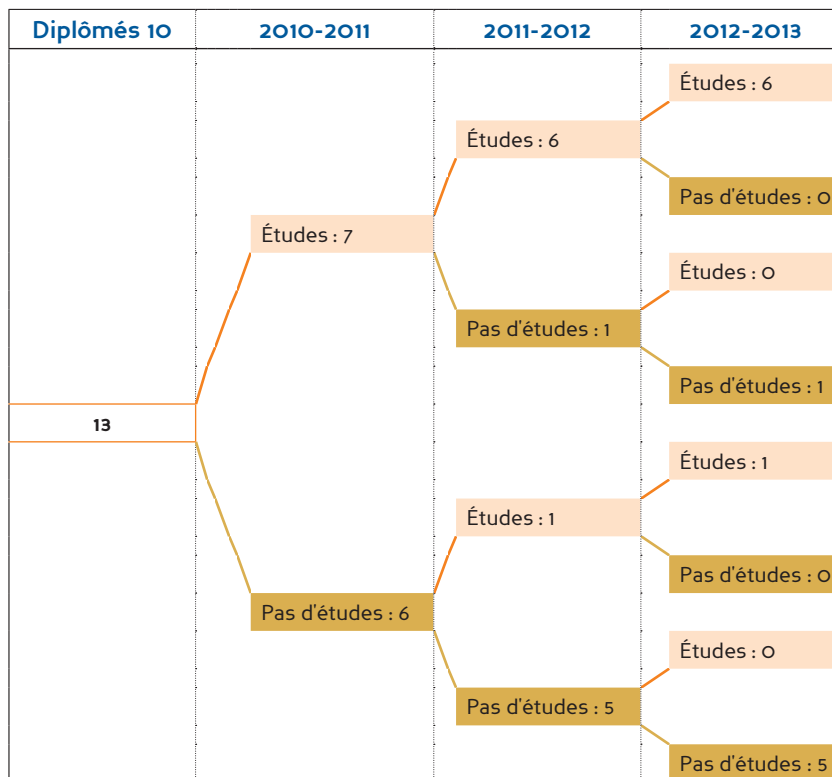 Diplômés 10 2010-2011 2011-2012 2012-2013
Études : 6
Études : 6
Pas d'études : 0
Études : 7
Études : 0
Pas d'études : 1
Pas d'études : 1
13
Études : 1
Études : 1
Pas d'études : 0
Pas d'études : 6
Études : 0
Pas d'études : 5
Pas d'études : 5